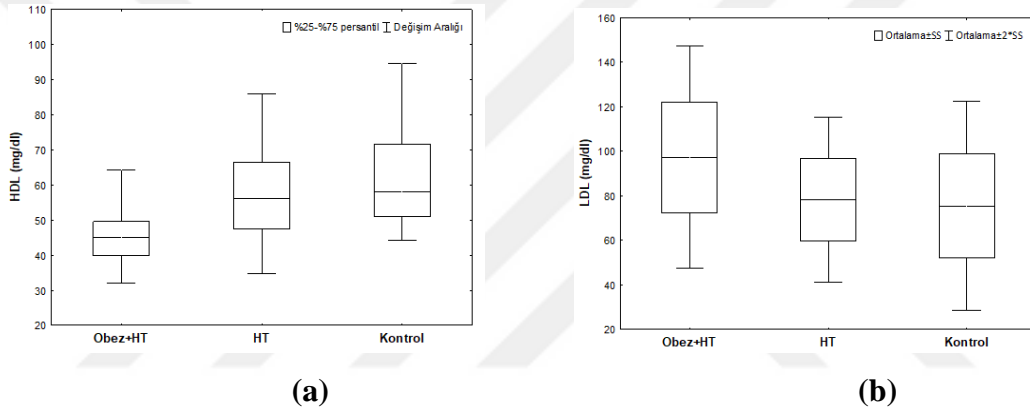 %25-%75 persantil Değişim Aralığı
110
100
90
80
70
60
50
40
30
20
HDL (mg/dl)
Obez+HT HT Kontrol
(a)
Ortalama±SS Ortalama±2*SS
160
140
120
100
80
60
40
20
LDL (mg/dl)
Obez+HT HT Kontrol
(b)